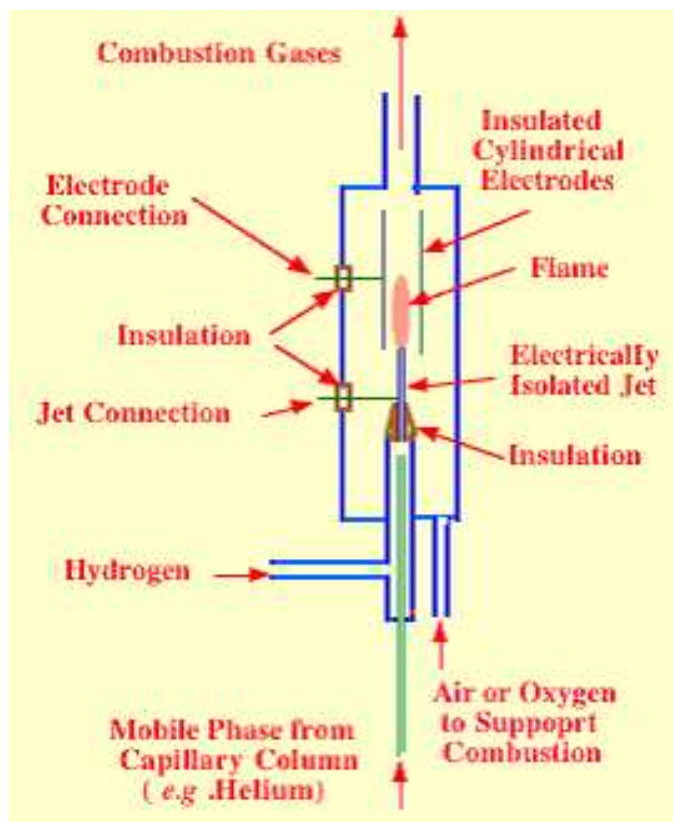 Combustion Gases
Insulated
Cylindrical
Electrodes
Electrode
Connection
Flame
Insulation
Electrically
Isolated Jet
Jet Connection
Insulation
Hydrogen
Air or Oxygen
to Suppoprt
Combustion
Mobile Phase from
Capillary Column
( e.g .Helium)